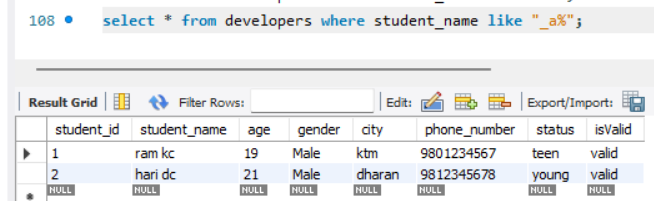 108 select * from developers where student_name like "_a%";
Result Grid Filter Rows: Edit: Export/Import:
student_id student_name age gender city phone_number status isValid
1 ram kc 19 Male ktm 9801234567 teen valid
2 hari dc 21 Male dharan 9812345678 young valid
NULL NULL NULL NULL NULL NULL NULL NULL